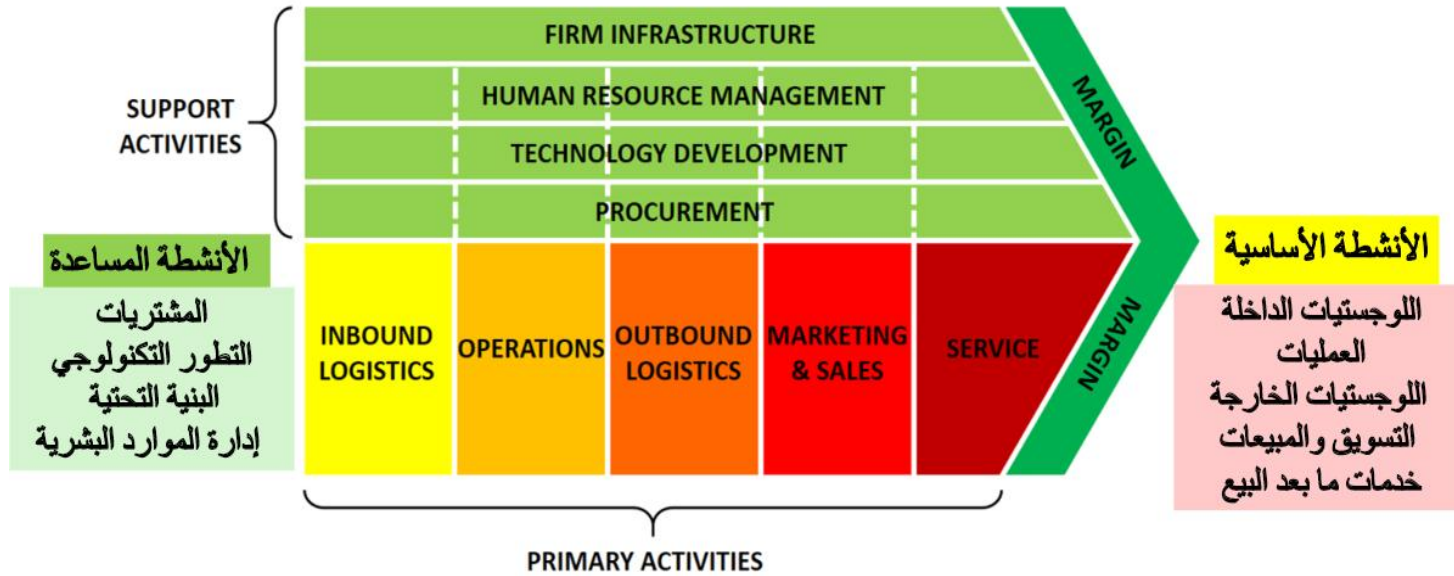 FIRM INFRASTRUCTURE
HUMAN RESOURCE MANAGEMENT
TECHNOLOGY DEVELOPMENT
PROCUREMENT
SUPPORT
ACTIVITIES
MARGIN
MARGIN
الأنشطة المساعدة
المشتريات
التطور التكنولوجي
البنية التحتية
إدارة الموارد البشرية
INBOUND
LOGISTICS
OPERATIONS
OUTBOUND
LOGISTICS
MARKETING
& SALES
SERVICE
الأنشطة الأساسية
اللوجستيات الداخلة
العمليات
اللوجستيات الخارجة
التسويق والمبيعات
خدمات ما بعد البيع
PRIMARY ACTIVITIES